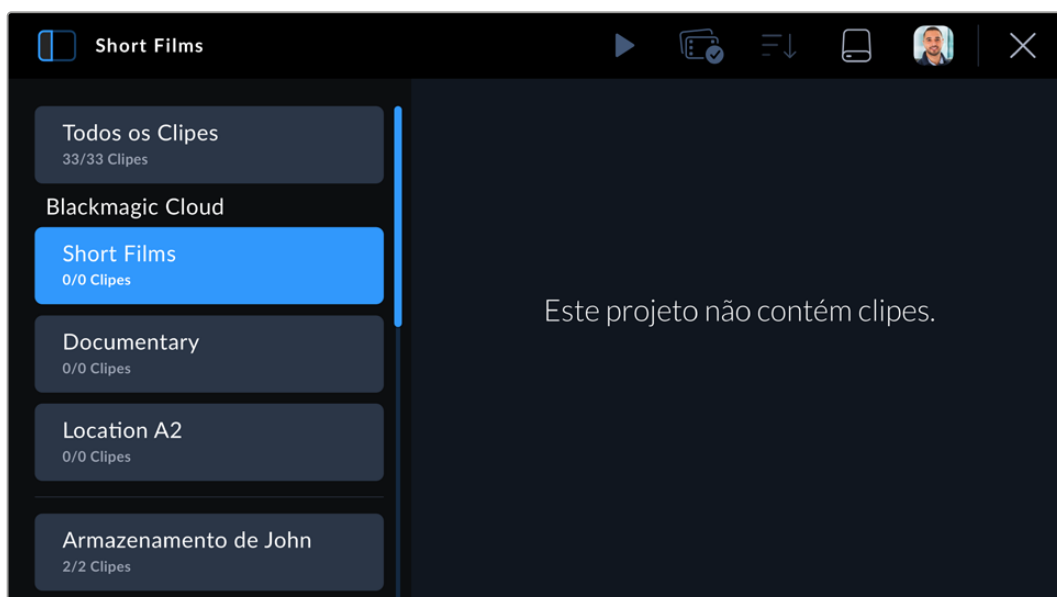 Short Films
Todos os Clipes
33/33 Clipes
Blackmagic Cloud
Short Films
0/0 Clipes
Documentary
0/0 Clipes
Location A2
0/0 Clipes
Armazenamento de John
2/2 Clipes
Este projeto não contém clipes.